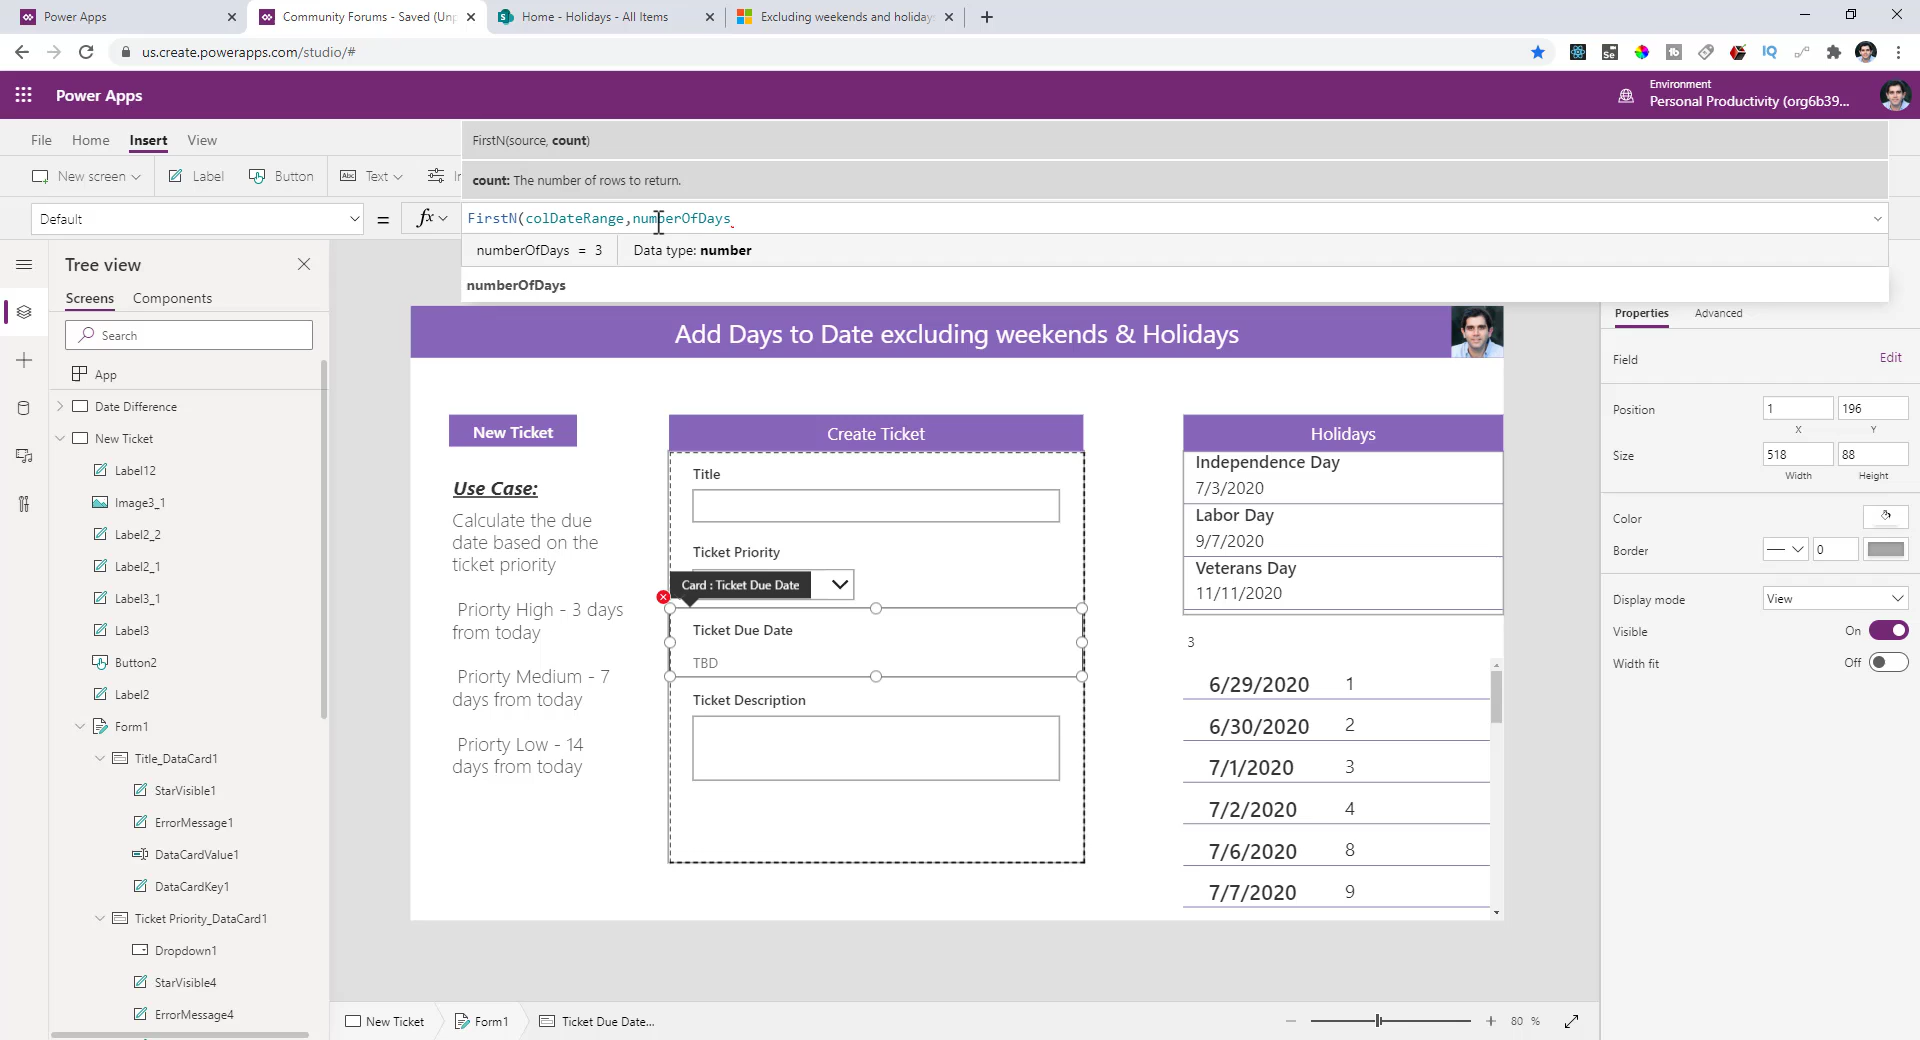 Power Apps
Community Forums - Saved (Unp
Home - Holidays - All Items
Excluding weekends and holiday
us.create.powerapps.com/studio/#
Power Apps
Environment
Personal Productivity (org6b39...
File
Home
Insert
View
FirstN(source, count)
New screen
Label
Button
Text
count: The number of rows to return.
Default
=
fx
FirstN(colDateRange,numberOfDays
numberOfDays = 3
Data type: number
numberOfDays
Tree view
Screens
Components
Search
App
Date Difference
New Ticket
Label12
Image3_1
Label2_2
Label2_1
Label3_1
Label3
Button2
Label2
Form1
Title_DataCard1
StarVisible1
ErrorMessage1
DataCardValue1
DataCardKey1
Ticket Priority_DataCard1
Dropdown1
StarVisible4
ErrorMessage4
Add Days to Date excluding weekends & Holidays
New Ticket
Use Case:
Calculate the due
date based on the
ticket priority
Priorty High - 3 days
from today
Priorty Medium - 7
days from today
Priorty Low - 14
days from today
Create Ticket
Title
Ticket Priority
Card : Ticket Due Date
Ticket Due Date
TBD
Ticket Description
Holidays
Independence Day
7/3/2020
Labor Day
9/7/2020
Veterans Day
11/11/2020
3
6/29/2020 1
6/30/2020 2
7/1/2020 3
7/2/2020 4
7/6/2020 8
7/7/2020 9
Properties
Advanced
Field
Edit
Position
1
196
X
Y
Size
518
88
Width
Height
Color
Border
0
Display mode
View
Visible
On
Width fit
Off
New Ticket
Form1
Ticket Due Date...
80 %